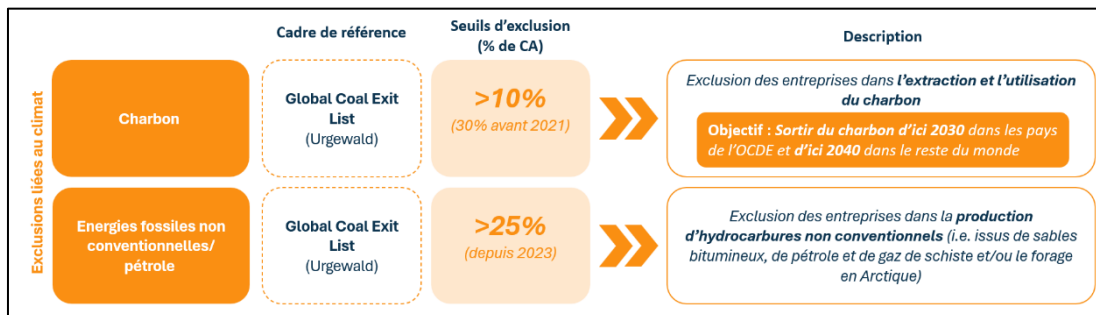 Cadre de référence
Seuils d’exclusion
(% de CA)
Description
Exclusions liées au climat
Charbon
Global Coal Exit
List
(Urgewald)
>10%
(30% avant 2021)
Exclusion des entreprises dans l’extraction et l’utilisation
du charbon
Objectif : Sortir du charbon d’ici 2030 dans les pays
de l’OCDE et d’ici 2040 dans le reste du monde
Energies fossiles non
conventionnelles/
pétrole
Global Coal Exit
List
(Urgewald)
>25%
(depuis 2023)
Exclusion des entreprises dans la production
d’hydrocarbures non conventionnels (i.e. issus de sables
bitumineux, de pétrole et de gaz de schiste et/ou le forage
en Arctique)